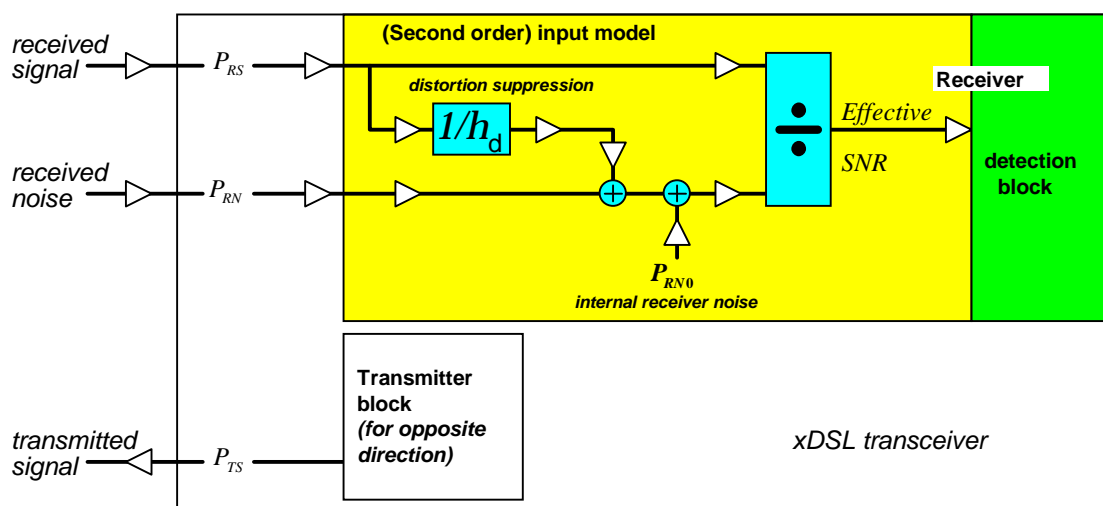 (Second order) input model
received
signal
P_RS
distortion suppression
1/h_d
÷
Effective
SNR
Receiver
detection
block
received
noise
P_RN
+
+
P_RN0
internal receiver noise
Transmitter
block
(for opposite
direction)
transmitted
signal
P_TS
xDSL transceiver